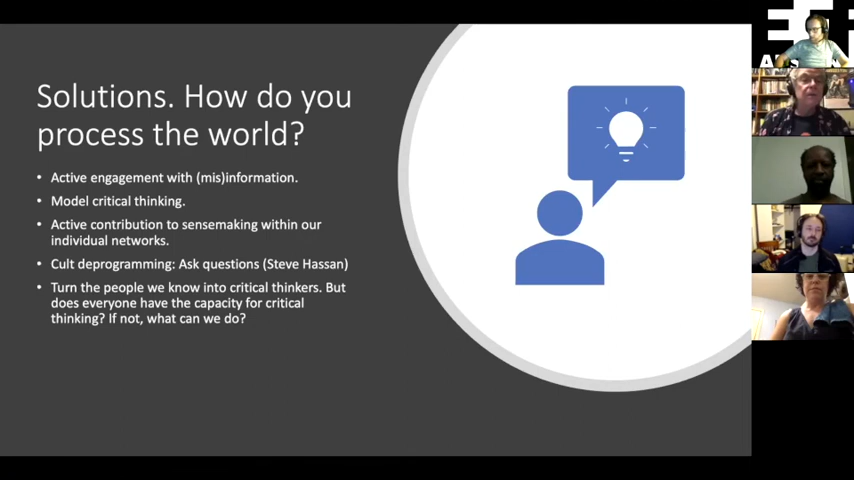 Solutions. How do you
process the world?
• Active engagement with (mis)information.
• Model critical thinking.
• Active contribution to sensemaking within our
individual networks.
• Cult deprogramming: Ask questions (Steve Hassan)
• Turn the people we know into critical thinkers. But
does everyone have the capacity for critical
thinking? If not, what can we do?